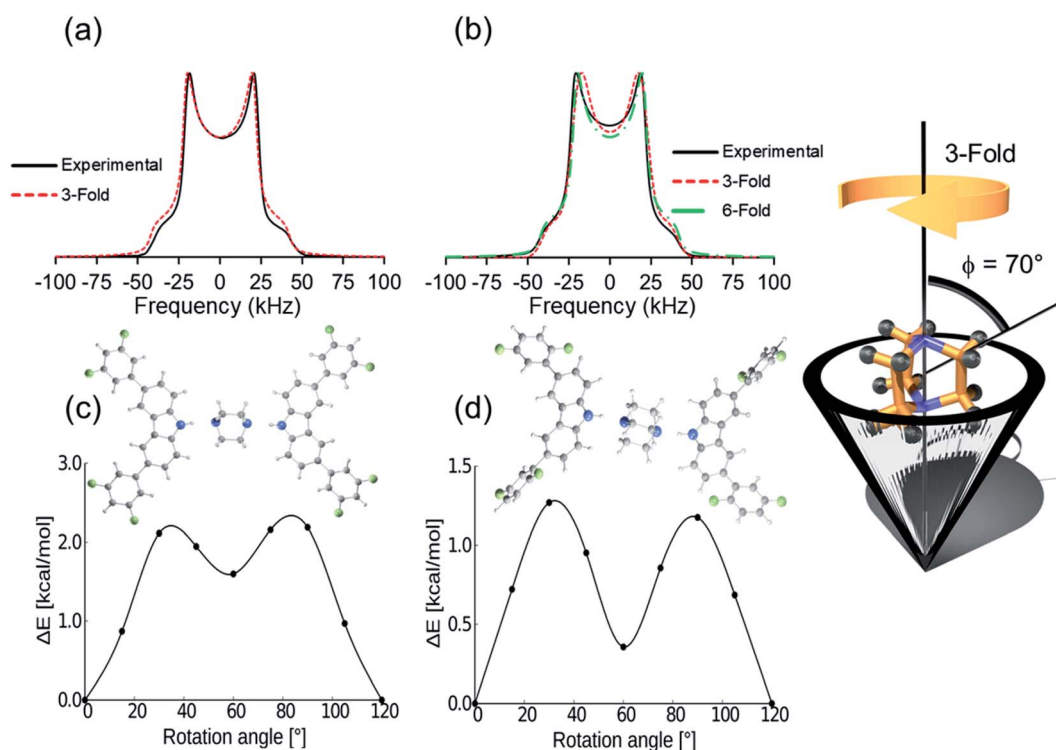 (a)
(b)
Experimental
3-Fold
Experimental
3-Fold
6-Fold
-100 -75 -50 -25 0 25 50 75 100
Frequency (kHz)
-100 -75 -50 -25 0 25 50 75 100
Frequency (kHz)
3-Fold
ϕ = 70°
(c)
(d)
3.0
2.0
1.0
0.0
ΔE [kcal/mol]
0 20 40 60 80 100 120
Rotation angle [°]
1.5
1.0
0.5
0.0
ΔE [kcal/mol]
0 20 40 60 80 100 120
Rotation angle [°]